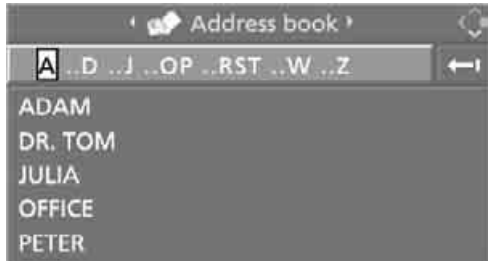 Address book
A ..D ..J ..OP ..RST ..W ..Z
ADAM
DR. TOM
JULIA
OFFICE
PETER